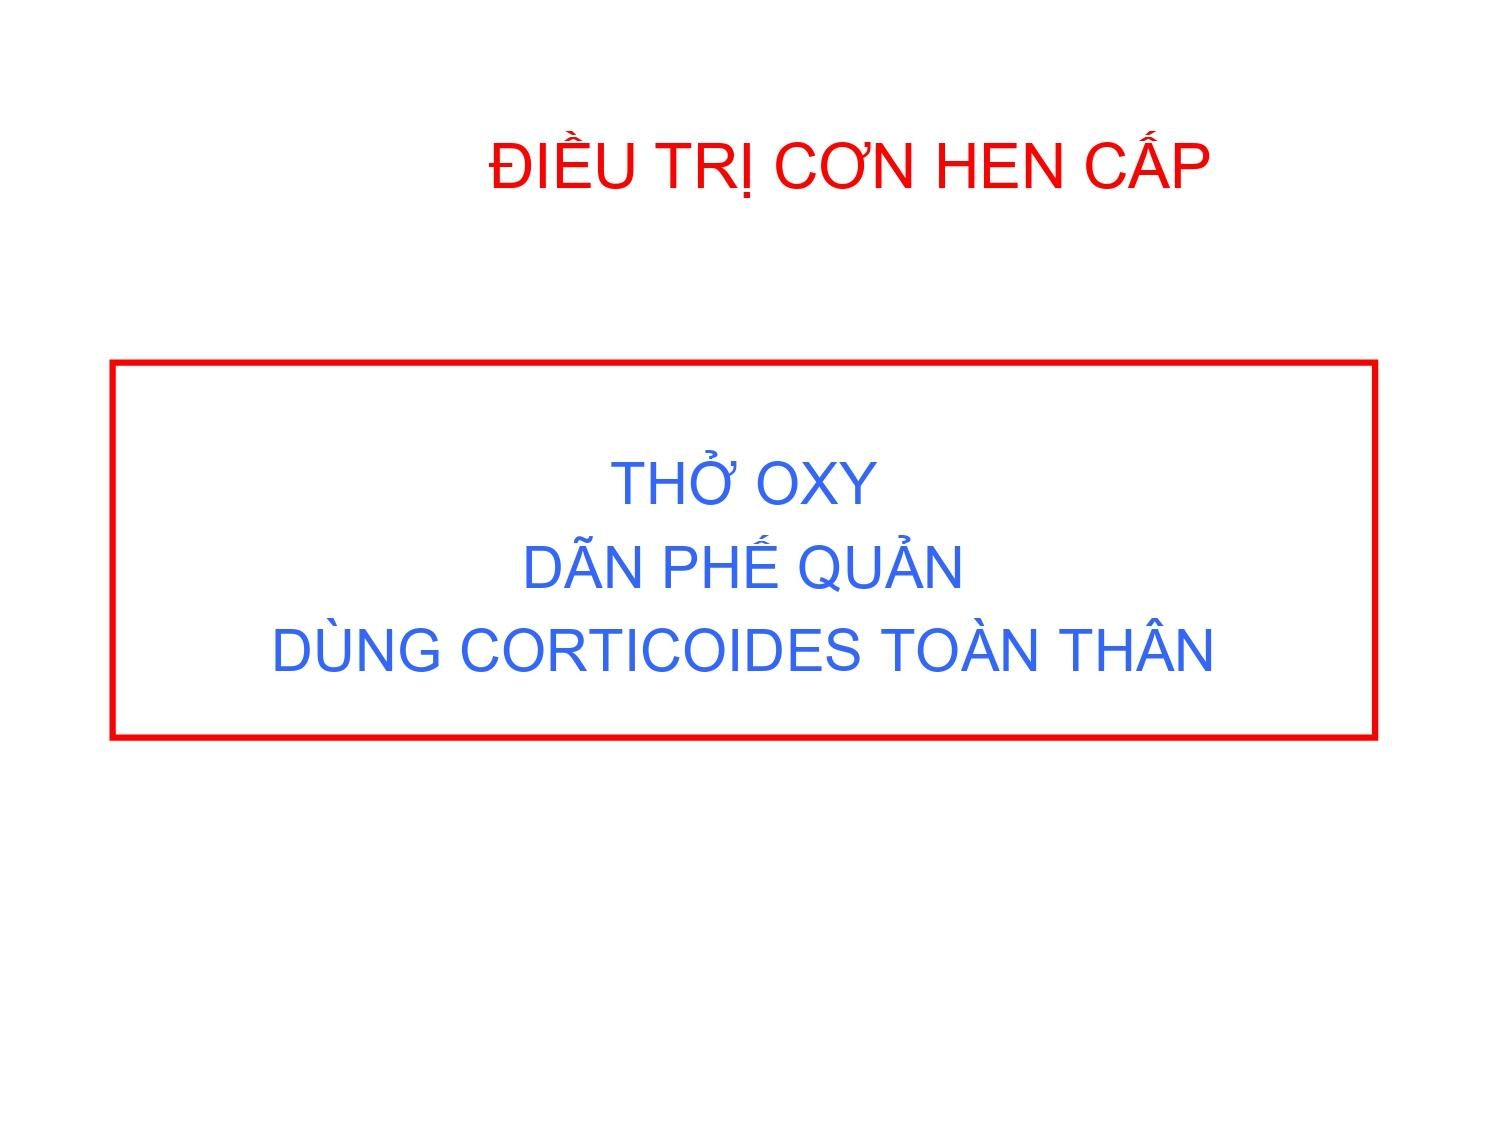 ĐIỀU TRỊ CƠN HEN CẤP
THỞ OXY
DÃN PHẾ QUẢN
DÙNG CORTICOIDES TOÀN THÂN